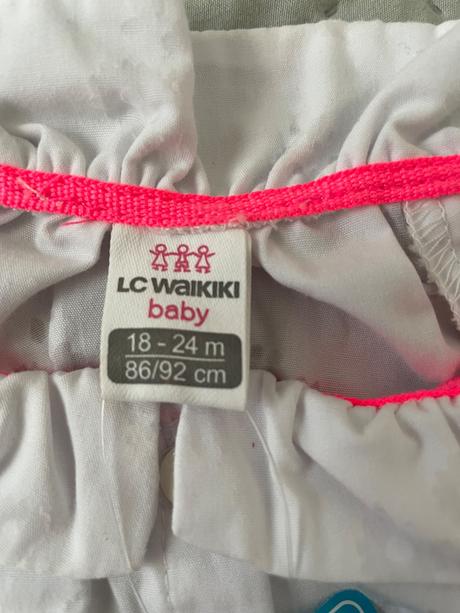 LC WAIKIKI
baby
18 - 24 m
86/92 cm